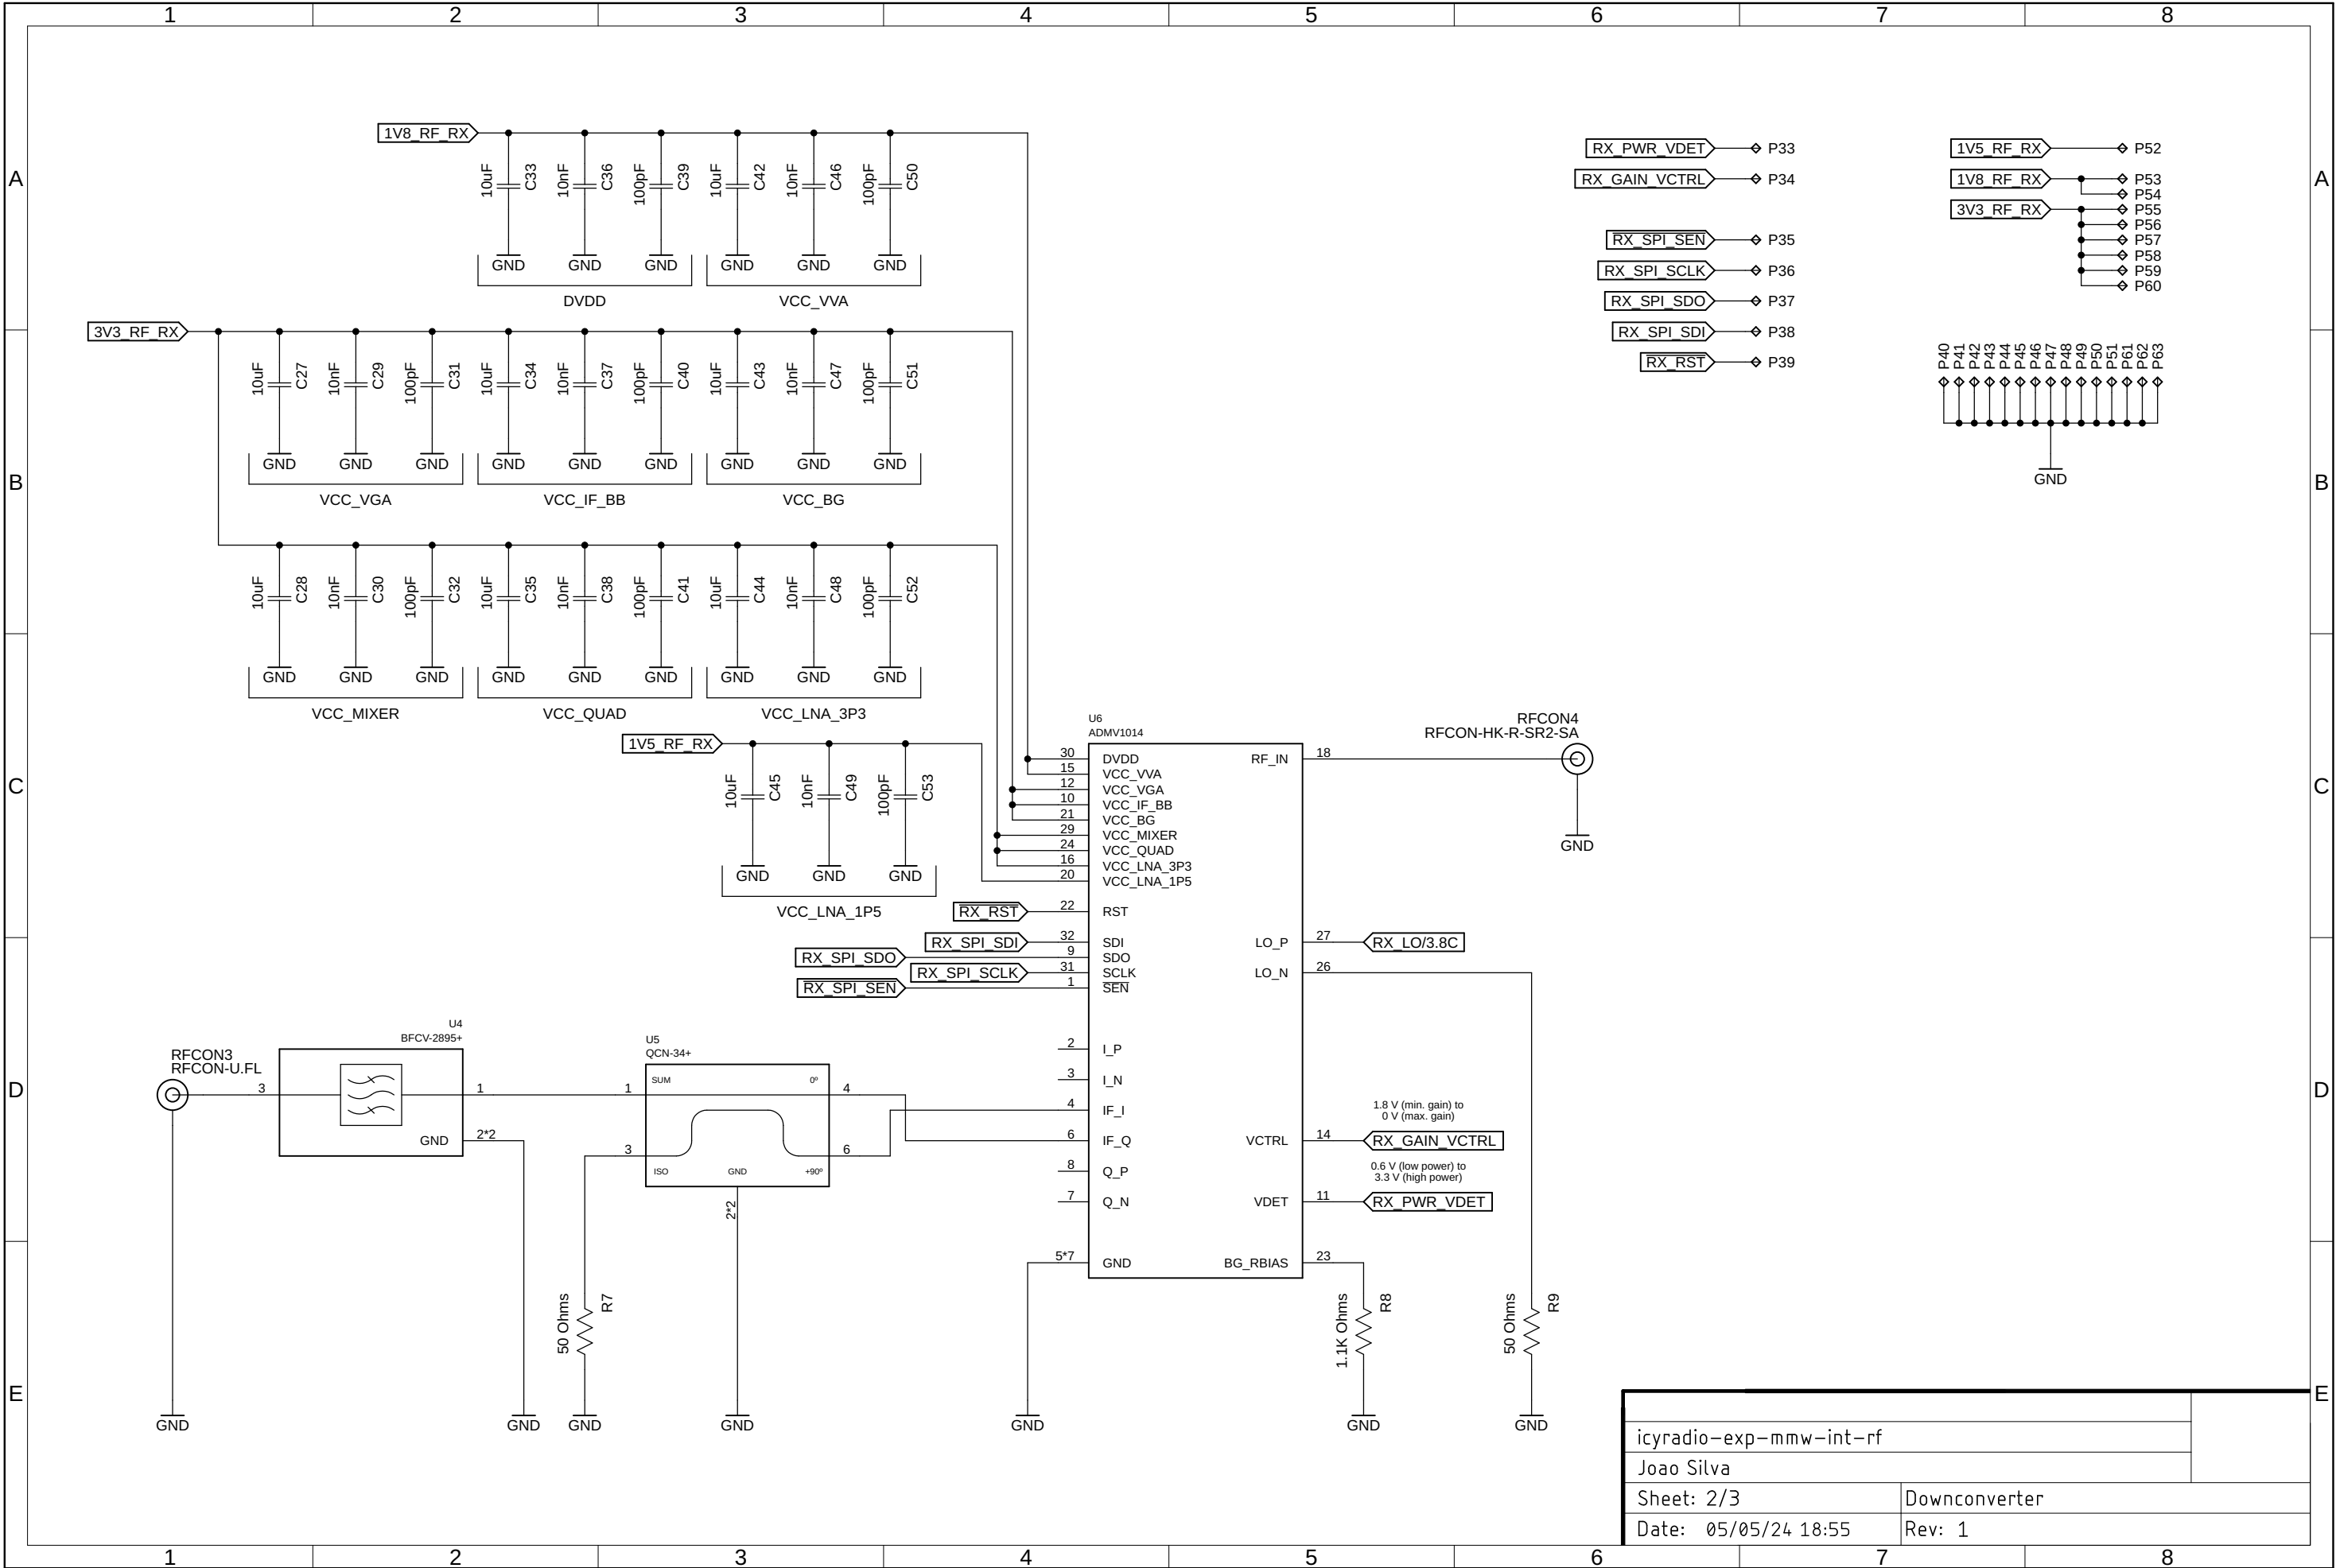 1 2 3 4 5 6 7 8
A A
B B
C C
D D
E E
1V8_RF_RX
10uF C33
10nF C36
100pF C39
10uF C42
10nF C46
100pF C50
GND GND GND GND GND GND
DVDD VCC_VVA
3V3_RF_RX
10uF C27
10nF C29
100pF C31
10uF C34
10nF C37
100pF C40
10uF C43
10nF C47
100pF C51
GND GND GND GND GND GND GND GND GND
VCC_VGA VCC_IF_BB VCC_BG
10uF C28
10nF C30
100pF C32
10uF C35
10nF C38
100pF C41
10uF C44
10nF C48
100pF C52
GND GND GND GND GND GND GND GND GND
VCC_MIXER VCC_QUAD VCC_LNA_3P3
1V5_RF_RX
10uF C45
10nF C49
100pF C53
GND GND GND
VCC_LNA_1P5
RX_PWR_VDET P33
RX_GAIN_VCTRL P34
RX_SPI_SEN P35
RX_SPI_SCLK P36
RX_SPI_SDO P37
RX_SPI_SDI P38
RX_RST P39
1V5_RF_RX P52
1V8_RF_RX P53
P54
3V3_RF_RX P55
P56
P57
P58
P59
P60
P40 P41 P42 P43 P44 P45 P46 P47 P48 P49 P50 P51 P61 P62 P63
GND
U6
ADMV1014
30 DVDD
15 VCC_VVA
12 VCC_VGA
10 VCC_IF_BB
21 VCC_BG
29 VCC_MIXER
24 VCC_QUAD
16 VCC_LNA_3P3
20 VCC_LNA_1P5
RX_RST 22 RST
RX_SPI_SDI 32 SDI
RX_SPI_SDO 9 SDO
RX_SPI_SCLK 31 SCLK
RX_SPI_SEN 1 SEN
2 I_P
3 I_N
4 IF_I
6 IF_Q
8 Q_P
7 Q_N
5*7 GND
RF_IN 18
RFCON4
RFCON-HK-R-SR2-SA
GND
LO_P 27 RX_LO/3.8C
LO_N 26
1.8 V (min. gain) to
0 V (max. gain)
VCTRL 14 RX_GAIN_VCTRL
0.6 V (low power) to
3.3 V (high power)
VDET 11 RX_PWR_VDET
BG_RBIAS 23
1.1K Ohms R8
50 Ohms R9
RFCON3
RFCON-U.FL
U4
BFCV-2895+
3 1
GND 2*2
U5
QCN-34+
SUM 0º
1 4
3 6
ISO GND +90º
2*2
50 Ohms R7
GND GND GND GND GND GND GND
icyradio-exp-mmw-int-rf
Joao Silva
Sheet: 2/3 Downconverter
Date: 05/05/24 18:55 Rev: 1
1 2 3 4 5 6 7 8